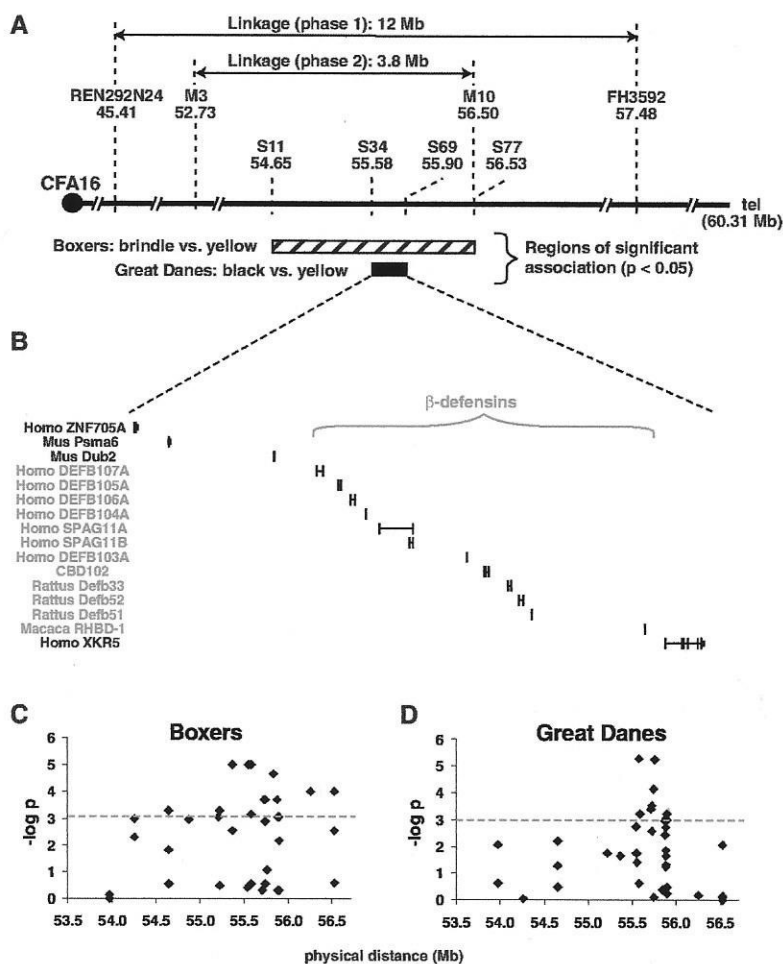 A
Linkage (phase 1): 12 Mb
Linkage (phase 2): 3.8 Mb
REN292N24
45.41
M3
52.73
M10
56.50
FH3592
57.48
S11
54.65
S34
55.58
S69
55.90
S77
56.53
CFA16
tel
(60.31 Mb)
Boxers: brindle vs. yellow
Great Danes: black vs. yellow
Regions of significant
association (p < 0.05)
B
β-defensins
Homo ZNF705A
Mus Psma6
Mus Dub2
Homo DEFB107A
Homo DEFB105A
Homo DEFB106A
Homo DEFB104A
Homo SPAG11A
Homo SPAG11B
Homo DEFB103A
CBD102
Rattus Defb33
Rattus Defb52
Rattus Defb51
Macaca RHBD-1
Homo XKR5
C
Boxers
-log p
6
5
4
3
2
1
0
53.5 54.0 54.5 55.0 55.5 56.0 56.5
D
Great Danes
-log p
6
5
4
3
2
1
0
53.5 54.0 54.5 55.0 55.5 56.0 56.5
physical distance (Mb)